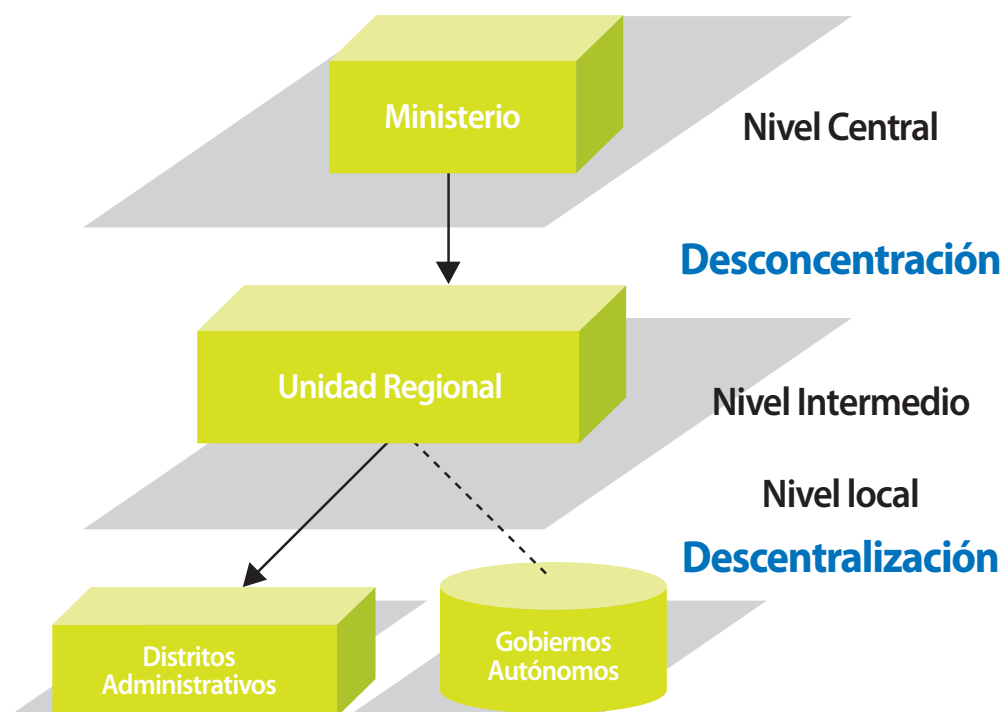 Ministerio
Nivel Central
Desconcentración
Unidad Regional
Nivel Intermedio
Nivel local
Descentralización
Distritos
Administrativos
Gobiernos
Autónomos